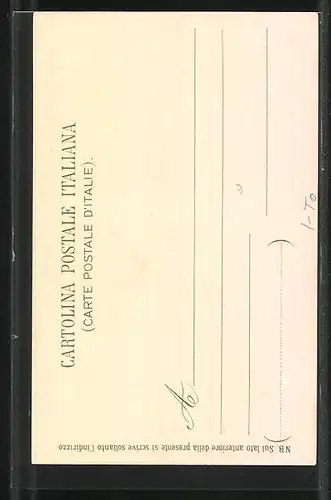 CARTOLINA POSTALE ITALIANA
(CARTE POSTALE D'ITALIE).
A
NB. Sul lato anteriore della presente si scrive soltanto l'indirizzo